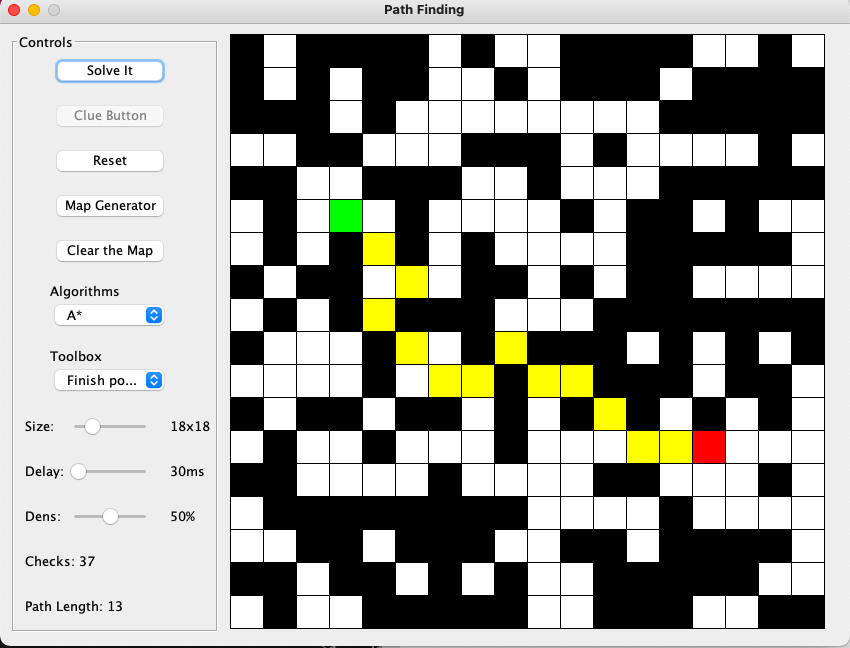 Path Finding
Controls
Solve It
Clue Button
Reset
Map Generator
Clear the Map
Algorithms
A*
Toolbox
Finish po...
Size: 18x18
Delay: 30ms
Dens: 50%
Checks: 37
Path Length: 13